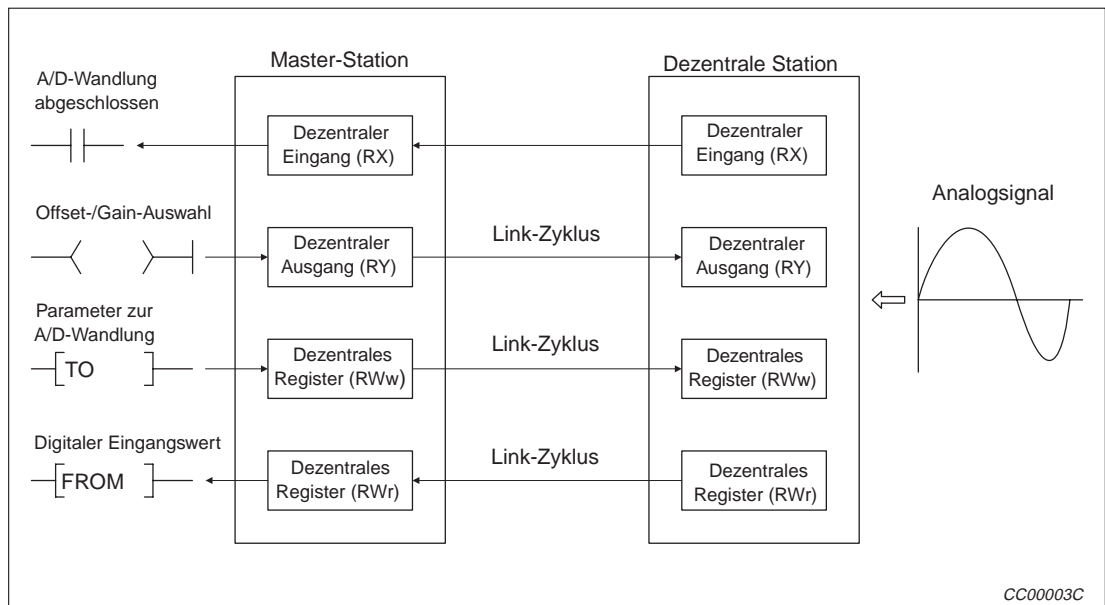 Master-Station
Dezentrale Station
A/D-Wandlung
abgeschlossen
Dezentraler
Eingang (RX)
Dezentraler
Eingang (RX)
Analogsignal
Offset-/Gain-Auswahl
Dezentraler
Ausgang (RY)
Link-Zyklus
Dezentraler
Ausgang (RY)
Parameter zur
A/D-Wandlung
TO
Dezentrales
Register (RWw)
Link-Zyklus
Dezentrales
Register (RWw)
Digitaler Eingangswert
FROM
Dezentrales
Register (RWr)
Link-Zyklus
Dezentrales
Register (RWr)
CC00003C